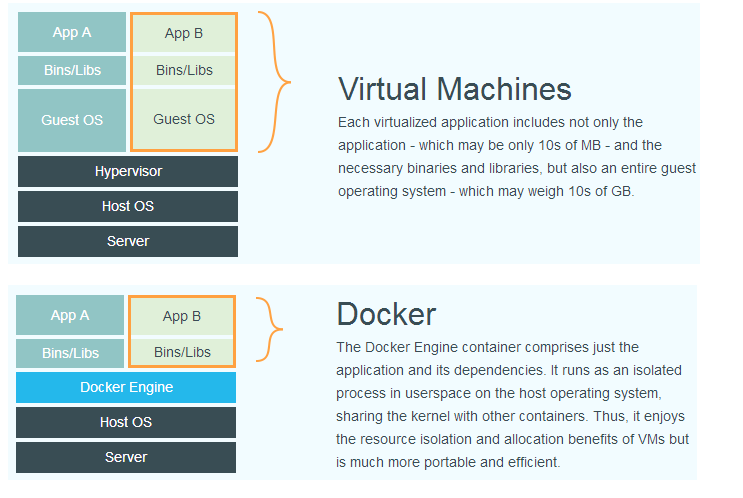 App A
App B
Bins/Libs
Bins/Libs
Guest OS
Guest OS
Hypervisor
Host OS
Server
Virtual Machines
Each virtualized application includes not only the
application - which may be only 10s of MB - and the
necessary binaries and libraries, but also an entire guest
operating system - which may weigh 10s of GB.
App A
App B
Bins/Libs
Bins/Libs
Docker Engine
Host OS
Server
Docker
The Docker Engine container comprises just the
application and its dependencies. It runs as an isolated
process in userspace on the host operating system,
sharing the kernel with other containers. Thus, it enjoys
the resource isolation and allocation benefits of VMs but
is much more portable and efficient.